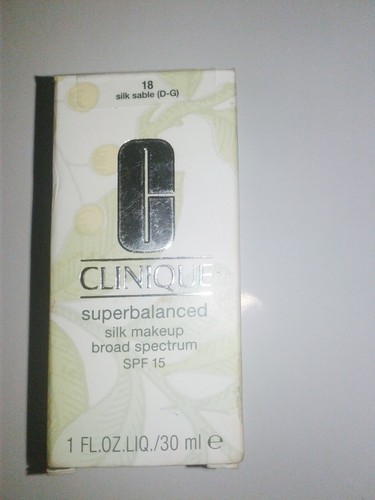 18
silk sable (D-G)
C
CLINIQUE
superbalanced
silk makeup
broad spectrum
SPF 15
1 FL.OZ.LIQ./30 ml ℮